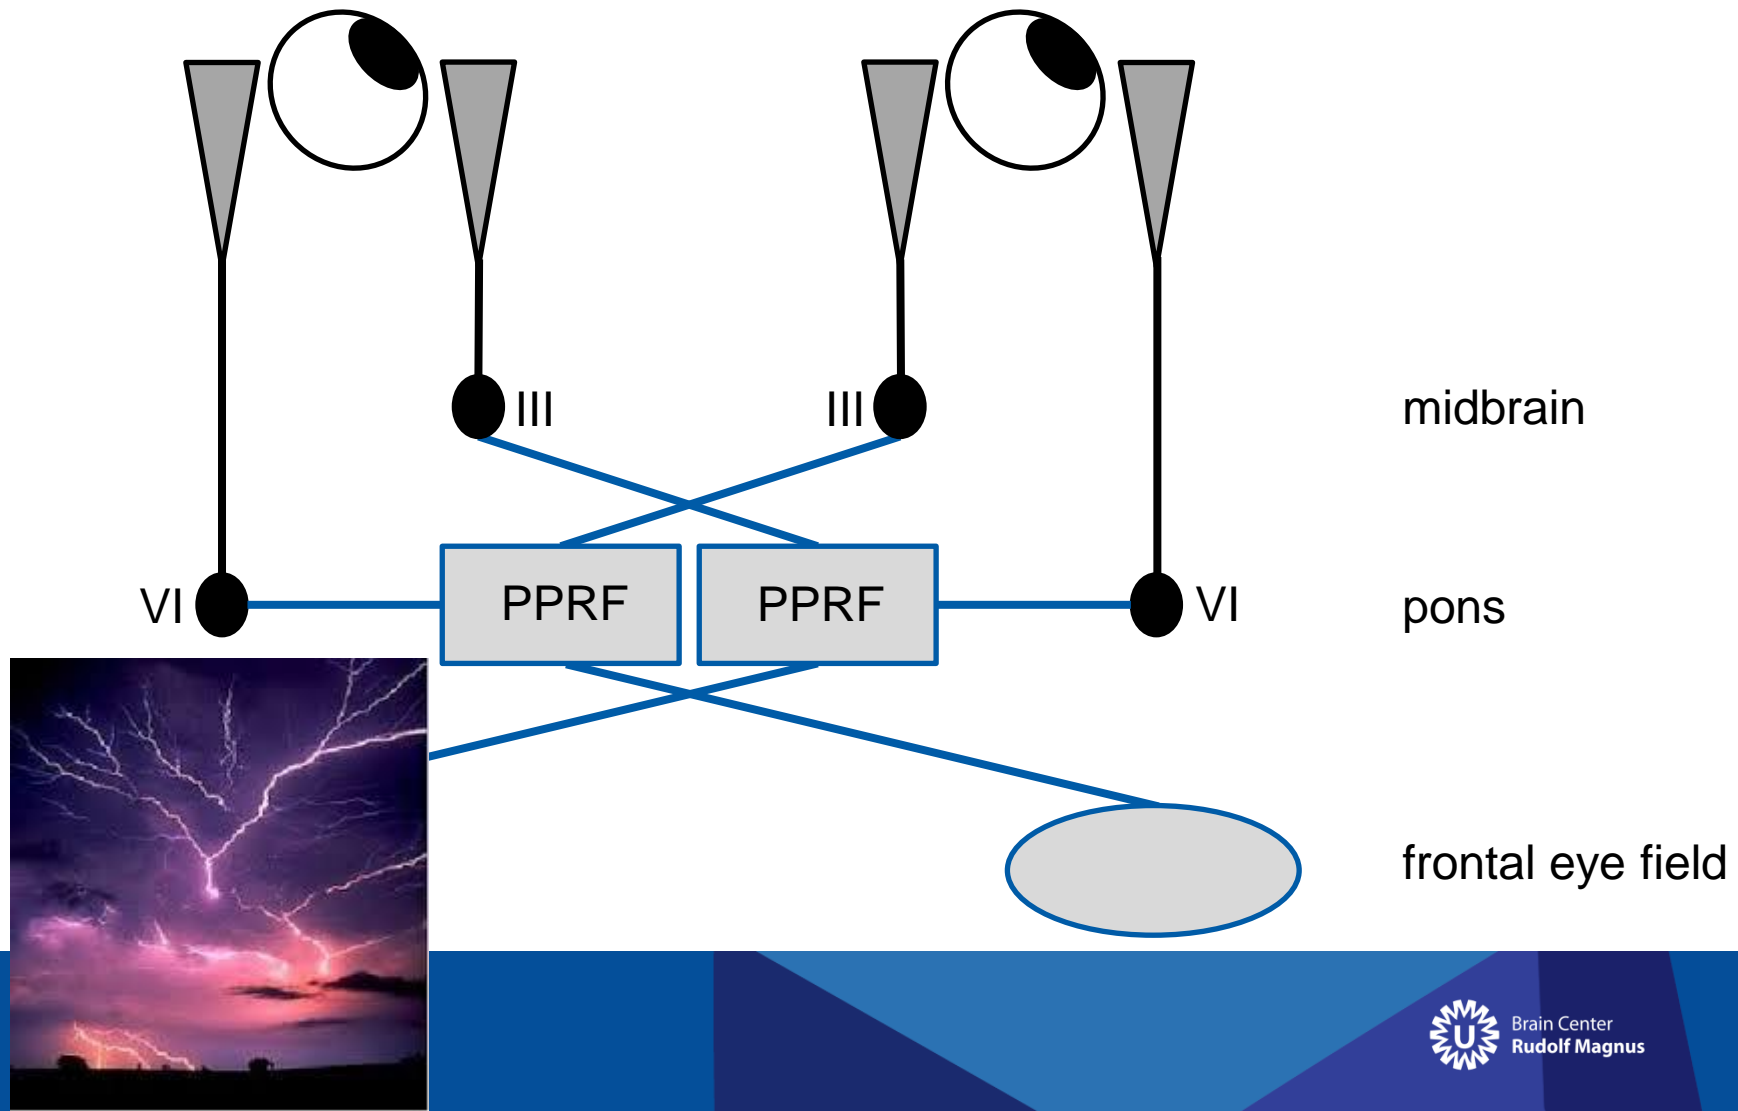 III
III
midbrain
VI
PPRF
PPRF
VI
pons
frontal eye field
U
Brain Center
Rudolf Magnus